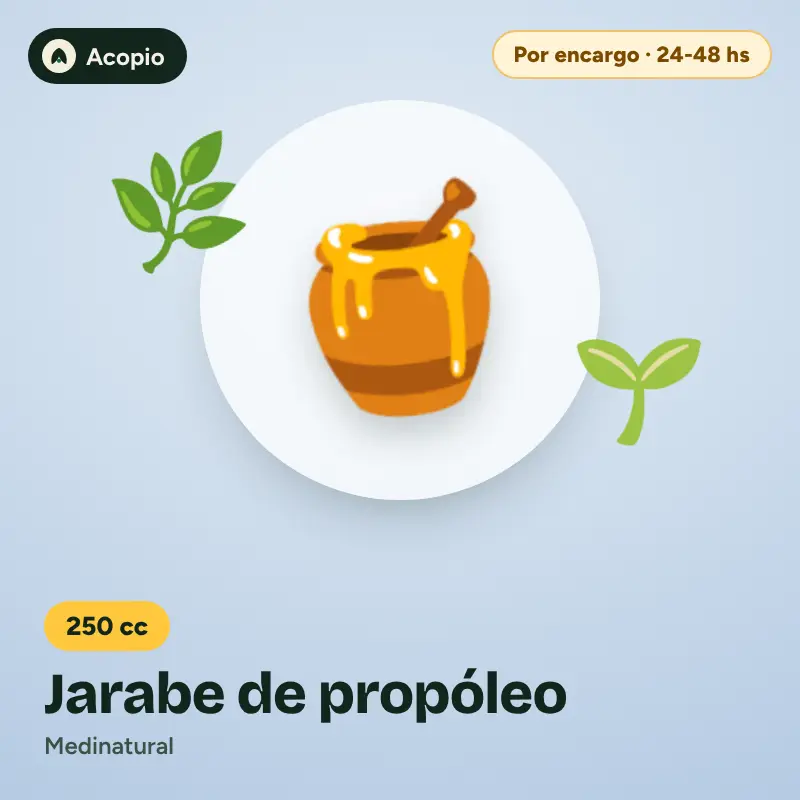 Acopio
Por encargo · 24-48 hs
250 cc
Jarabe de propóleo
Medinatural